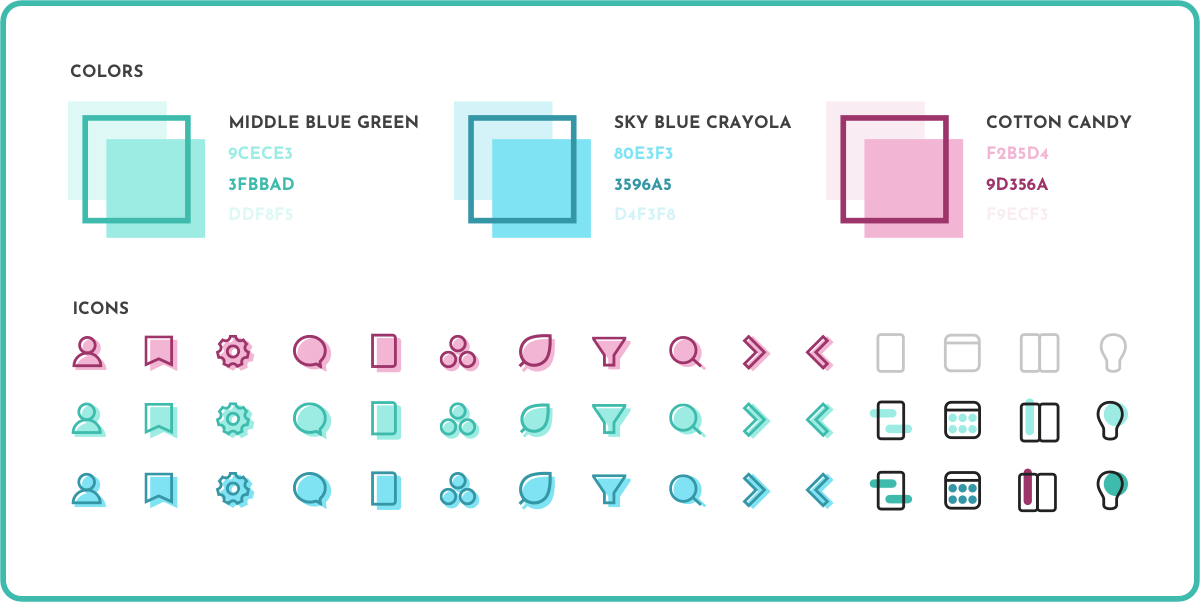 COLORS
MIDDLE BLUE GREEN
9CECE3
3FBBAD
DDF8F5
SKY BLUE CRAYOLA
80E3F3
3596A5
D4F3F8
COTTON CANDY
F2B5D4
9D356A
F9ECF3
ICONS